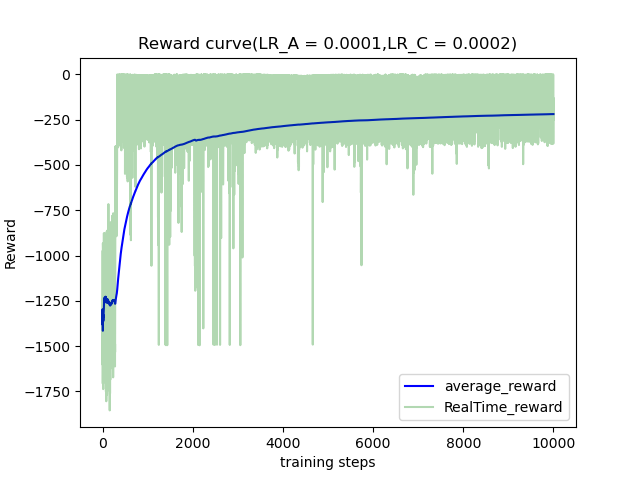 Reward curve(LR_A = 0.0001,LR_C = 0.0002)
0
−250
−500
−750
−1000
−1250
−1500
−1750
Reward
average_reward
RealTime_reward
0 2000 4000 6000 8000 10000
training steps